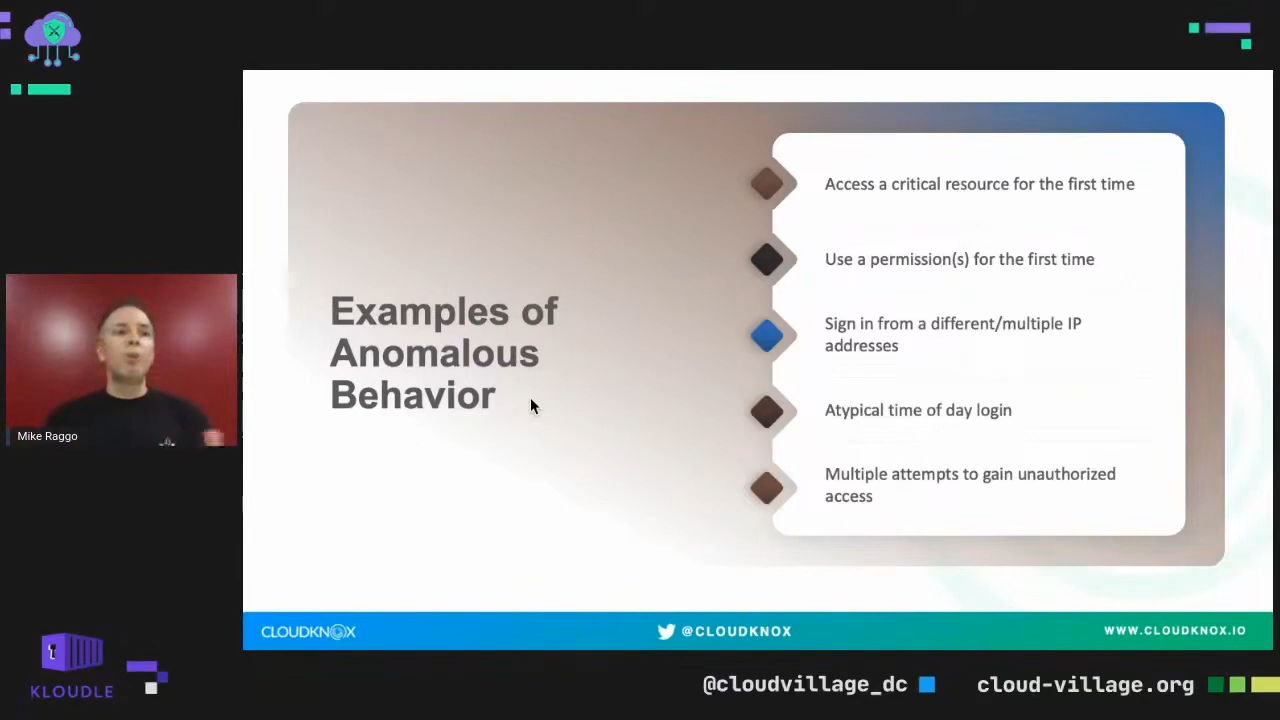 Examples of
Anomalous
Behavior
Access a critical resource for the first time
Use a permission(s) for the first time
Sign in from a different/multiple IP
addresses
Atypical time of day login
Multiple attempts to gain unauthorized
access
Mike Raggo
CLOUDKNOX
@CLOUDKNOX
WWW.CLOUDKNOX.IO
KLOUDLE
@cloudvillage_dc
cloud-village.org